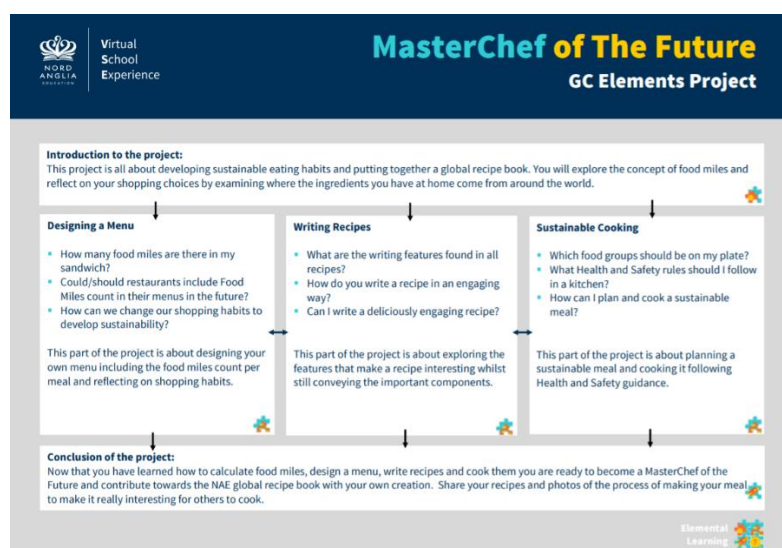 NORD
ANGLIA
EDUCATION
Virtual
School
Experience
MasterChef of The Future
GC Elements Project
Introduction to the project:
This project is all about developing sustainable eating habits and putting together a global recipe book. You will explore the concept of food miles and
reflect on your shopping choices by examining where the ingredients you have at home come from around the world.
Designing a Menu
▪ How many food miles are there in my
sandwich?
▪ Could/should restaurants include Food
Miles count in their menus in the future?
▪ How can we change our shopping habits to
develop sustainability?
This part of the project is about designing your
own menu including the food miles count per
meal and reflecting on shopping habits.
Writing Recipes
▪ What are the writing features found in all
recipes?
▪ How do you write a recipe in an engaging
way?
▪ Can I write a deliciously engaging recipe?
This part of the project is about exploring the
features that make a recipe interesting whilst
still conveying the important components.
Sustainable Cooking
▪ Which food groups should be on my plate?
▪ What Health and Safety rules should I follow
in a kitchen?
▪ How can I plan and cook a sustainable
meal?
This part of the project is about planning a
sustainable meal and cooking it following
Health and Safety guidance.
Conclusion of the project:
Now that you have learned how to calculate food miles, design a menu, write recipes and cook them you are ready to become a MasterChef of the
Future and contribute towards the NAE global recipe book with your own creation. Share your recipes and photos of the process of making your meal
to make it really interesting for others to cook.
Elemental
Learning